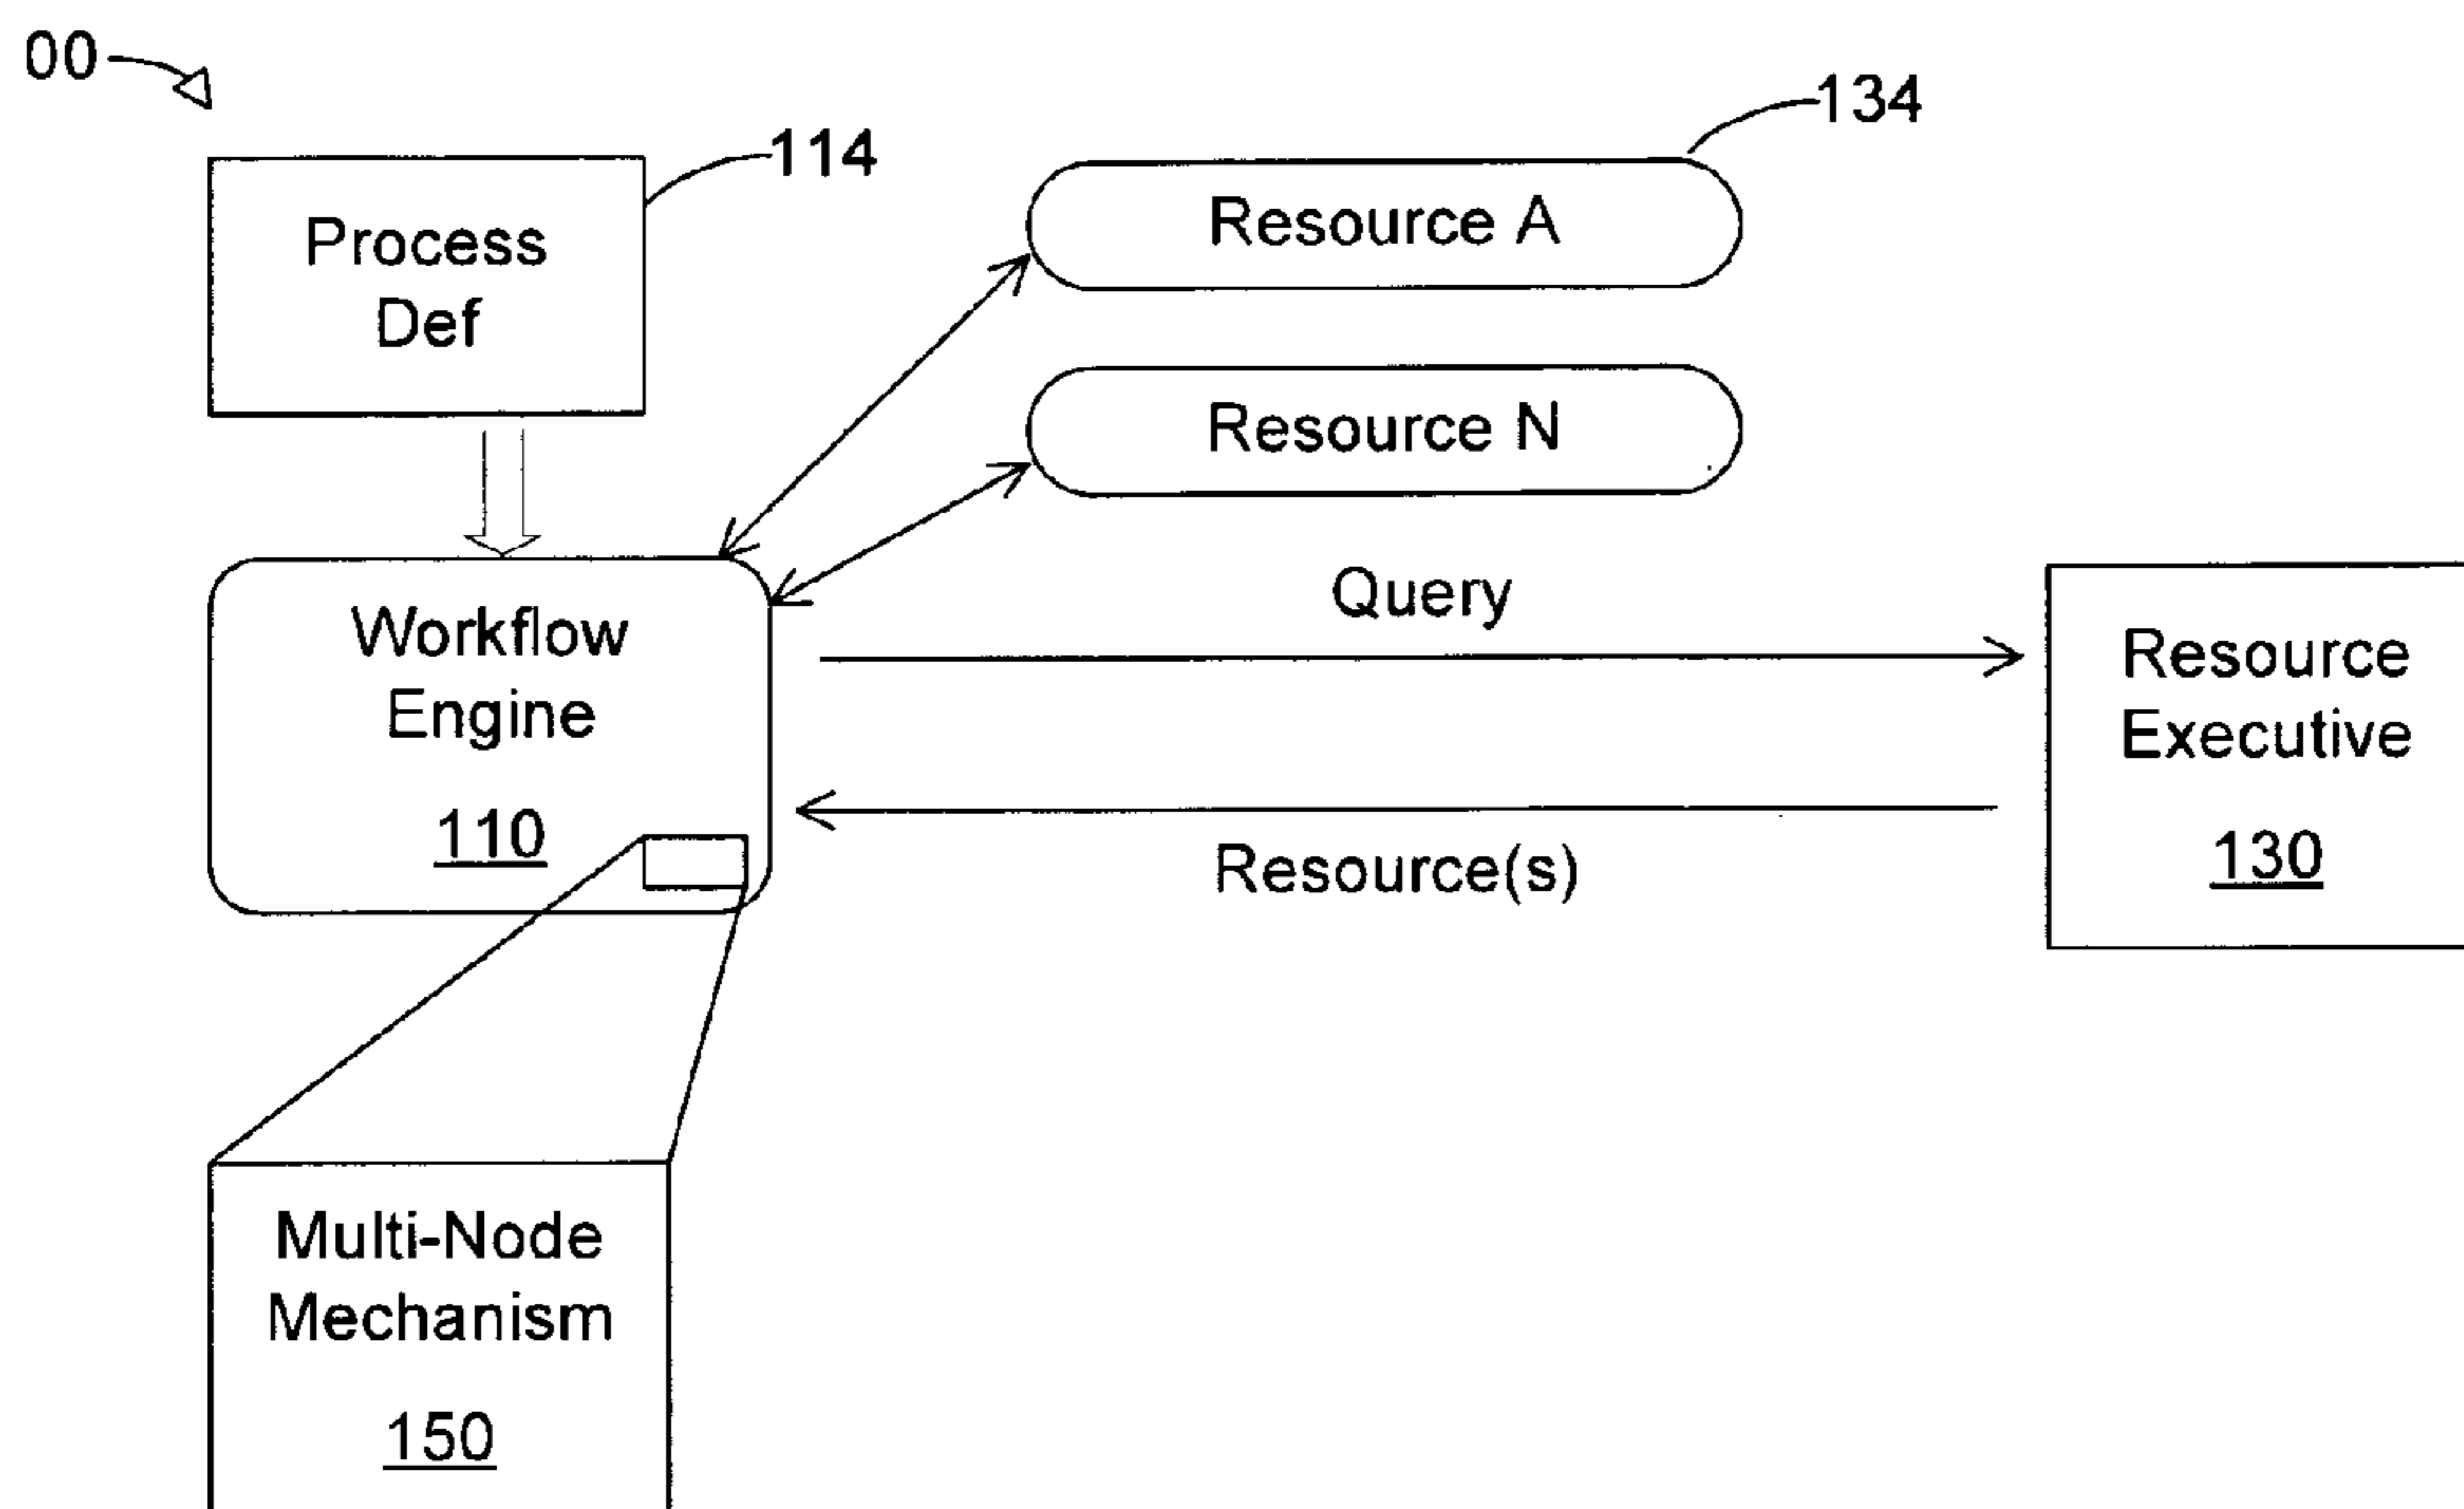 00
134
114
Process
Def
Resource A
Resource N
Query
Workflow
Engine
110
Resource
Executive
130
Resource(s)
Multi-Node
Mechanism
150